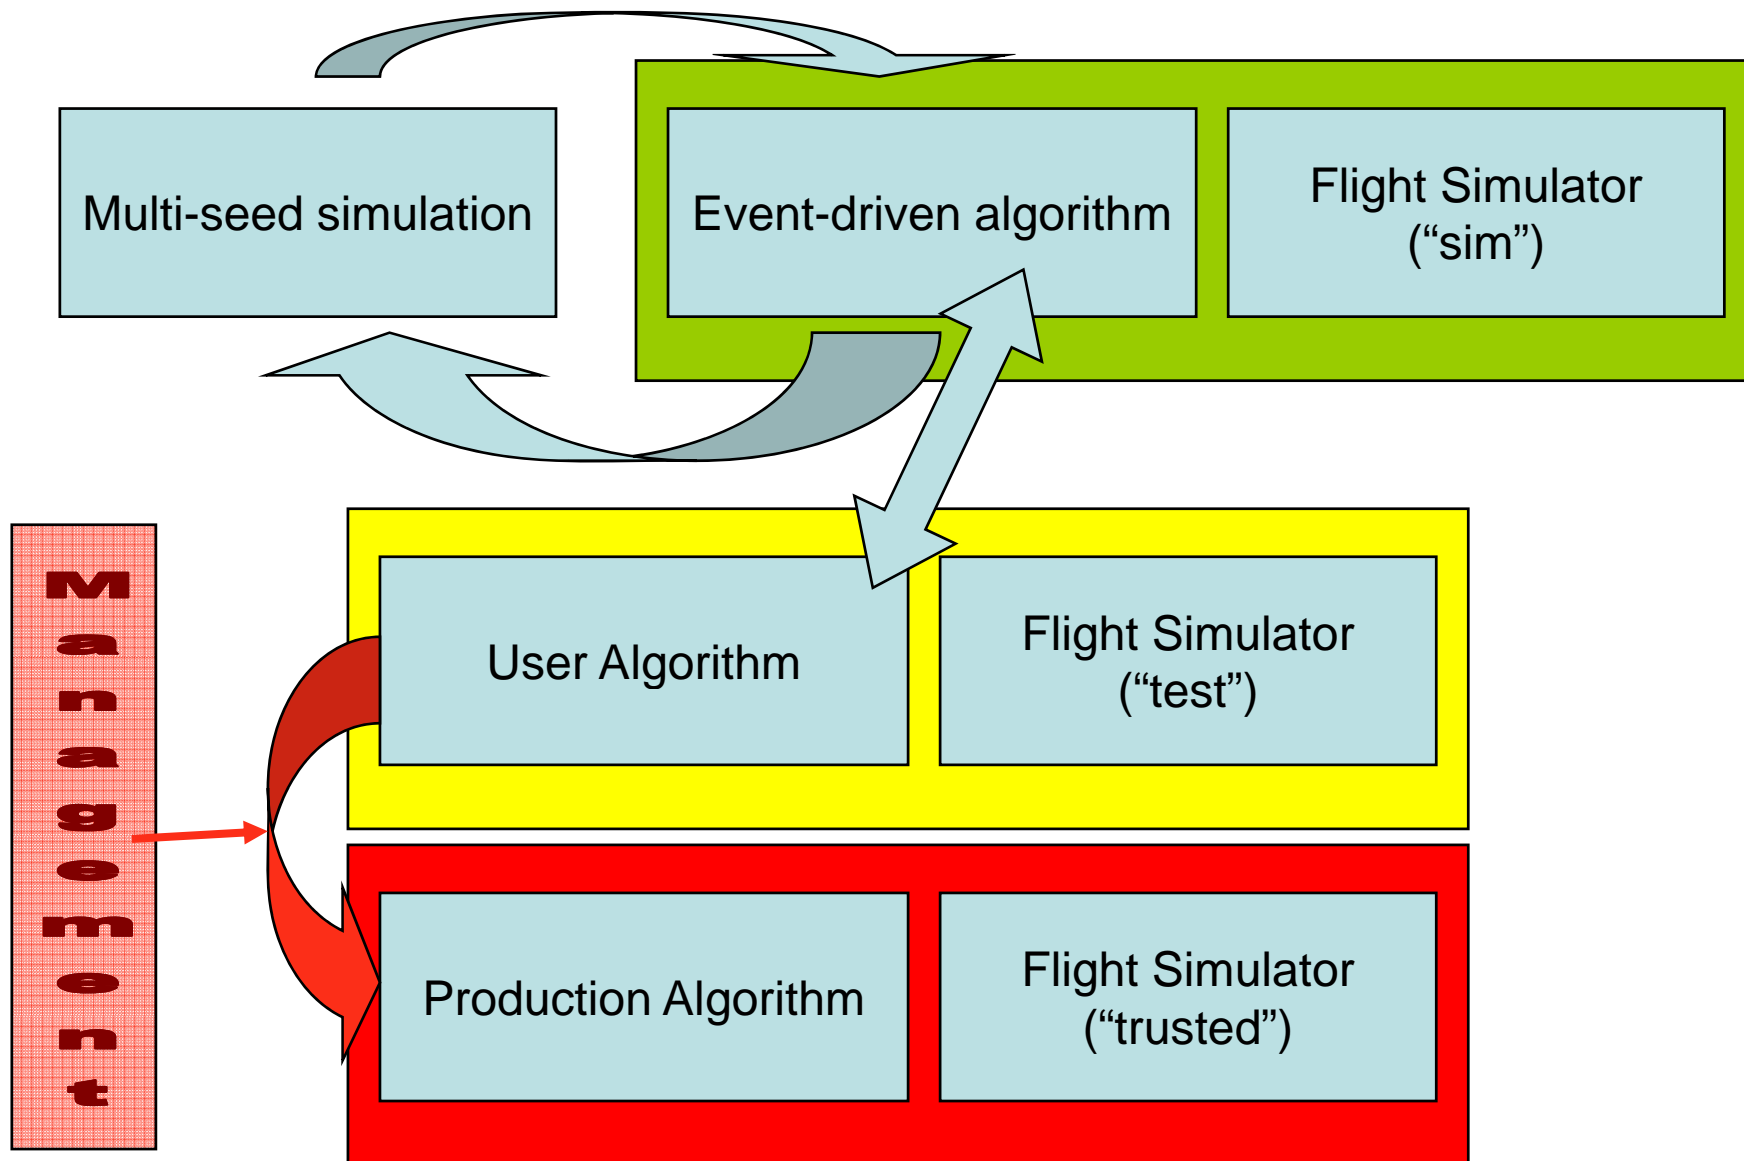 Multi-seed simulation
Event-driven algorithm
Flight Simulator
(“sim”)
Management
User Algorithm
Flight Simulator
(“test”)
Production Algorithm
Flight Simulator
(“trusted”)